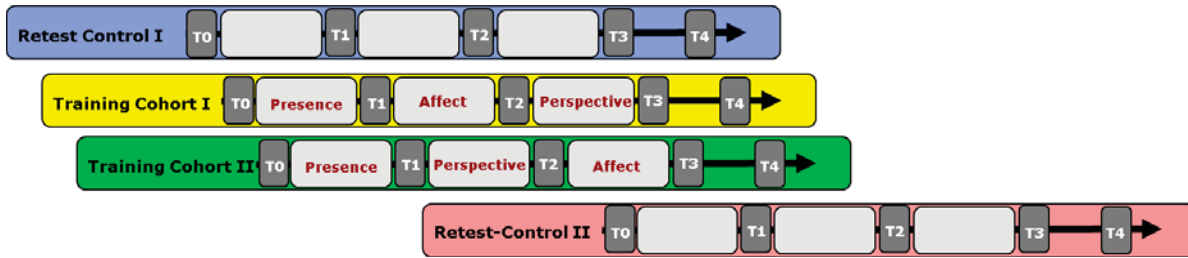 Retest Control I T0 T1 T2 T3 T4
Training Cohort I T0 Presence T1 Affect T2 Perspective T3 T4
Training Cohort II T0 Presence T1 Perspective T2 Affect T3 T4
Retest-Control II T0 T1 T2 T3 T4